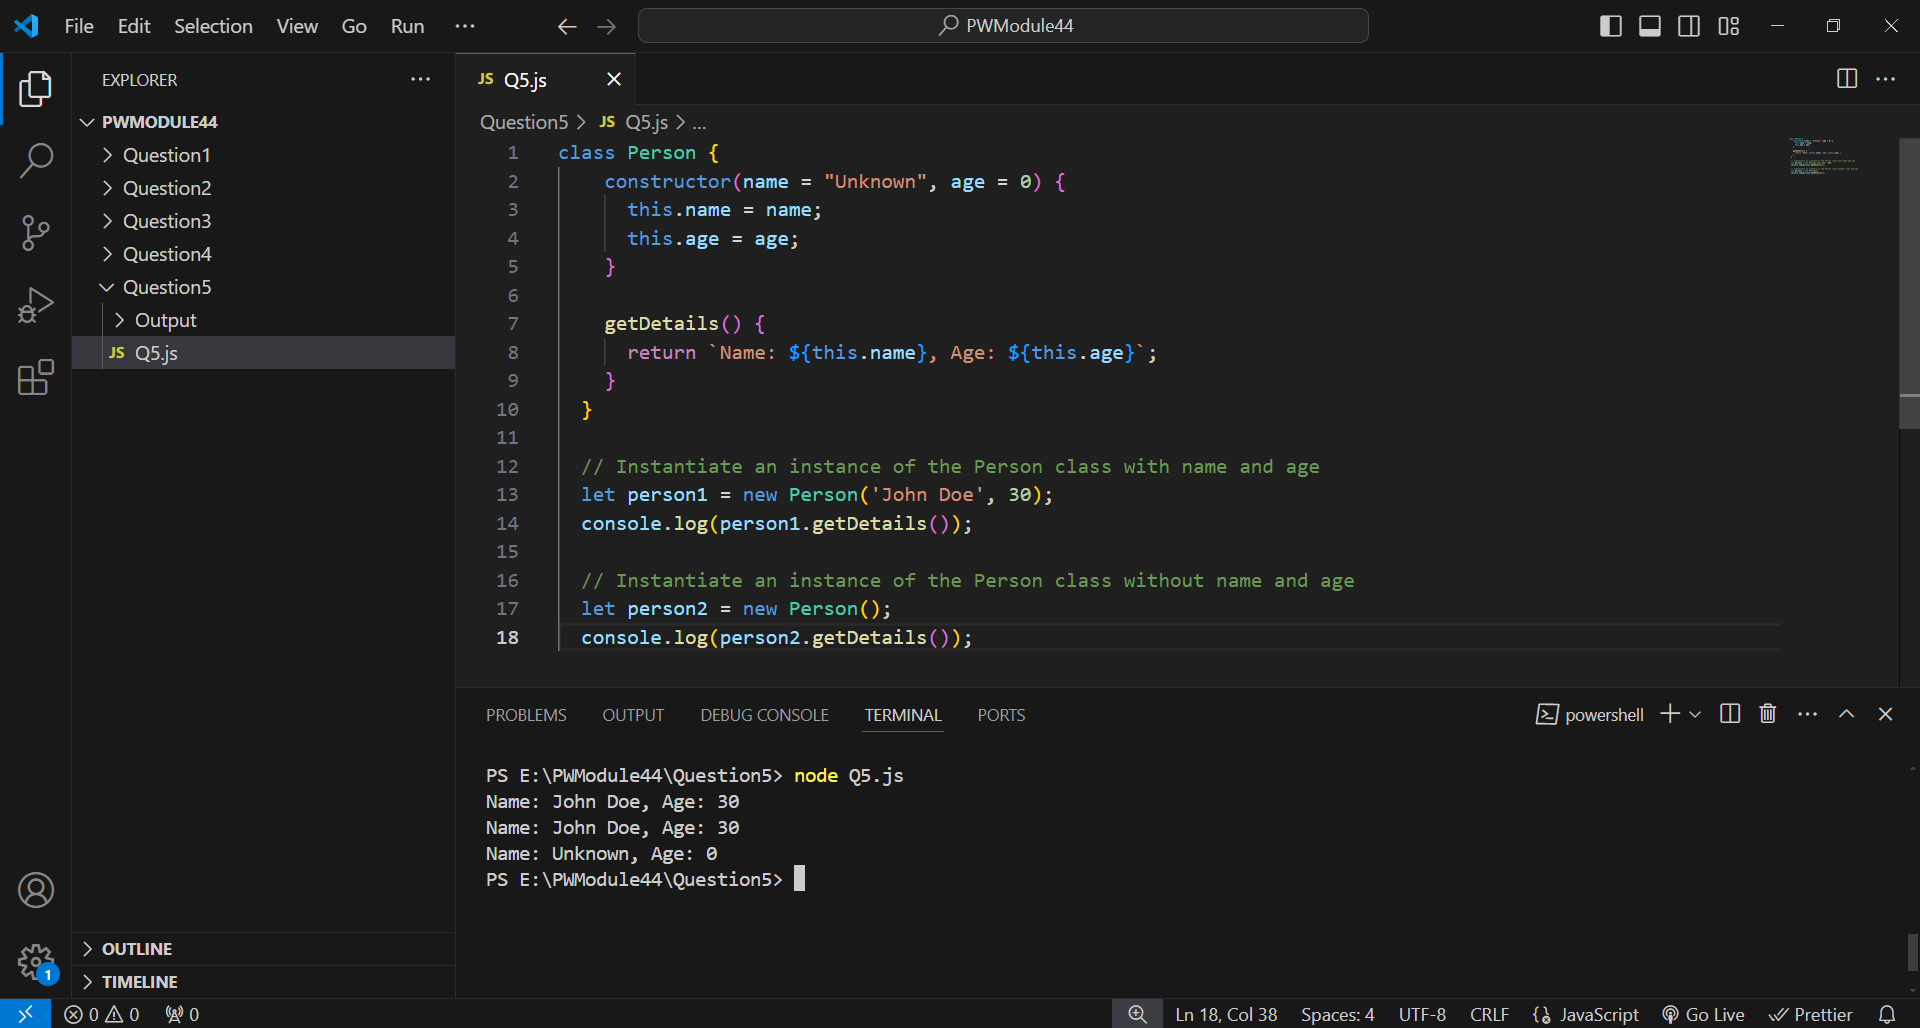 File Edit Selection View Go Run ··· PWModule44
EXPLORER ···
PWMODULE44
Question1
Question2
Question3
Question4
Question5
Output
JS Q5.js
OUTLINE
TIMELINE
JS Q5.js
Question5 > JS Q5.js > ...
1 class Person {
2 constructor(name = "Unknown", age = 0) {
3 this.name = name;
4 this.age = age;
5 }
6
7 getDetails() {
8 return `Name: ${this.name}, Age: ${this.age}`;
9 }
10 }
11
12 // Instantiate an instance of the Person class with name and age
13 let person1 = new Person('John Doe', 30);
14 console.log(person1.getDetails());
15
16 // Instantiate an instance of the Person class without name and age
17 let person2 = new Person();
18 console.log(person2.getDetails());
PROBLEMS OUTPUT DEBUG CONSOLE TERMINAL PORTS powershell
PS E:\PWModule44\Question5> node Q5.js
Name: John Doe, Age: 30
Name: John Doe, Age: 30
Name: Unknown, Age: 0
PS E:\PWModule44\Question5>
1
0 0 0 Ln 18, Col 38 Spaces: 4 UTF-8 CRLF JavaScript Go Live Prettier